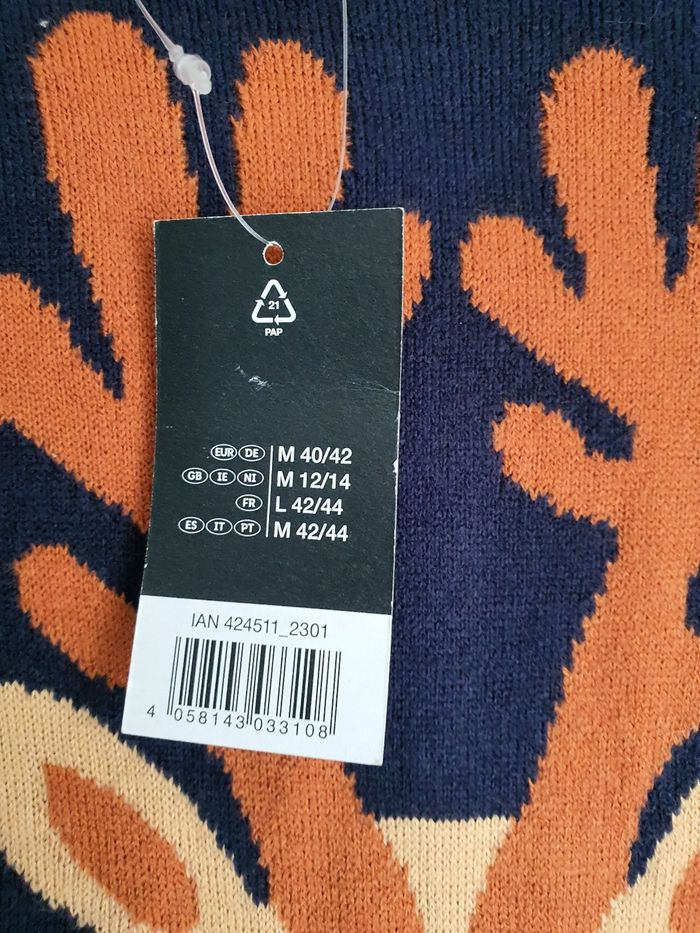 21
PAP
EUR DE M 40/42
GB IE NI M 12/14
FR L 42/44
ES IT PT M 42/44
IAN 424511_2301
4 058143 033108